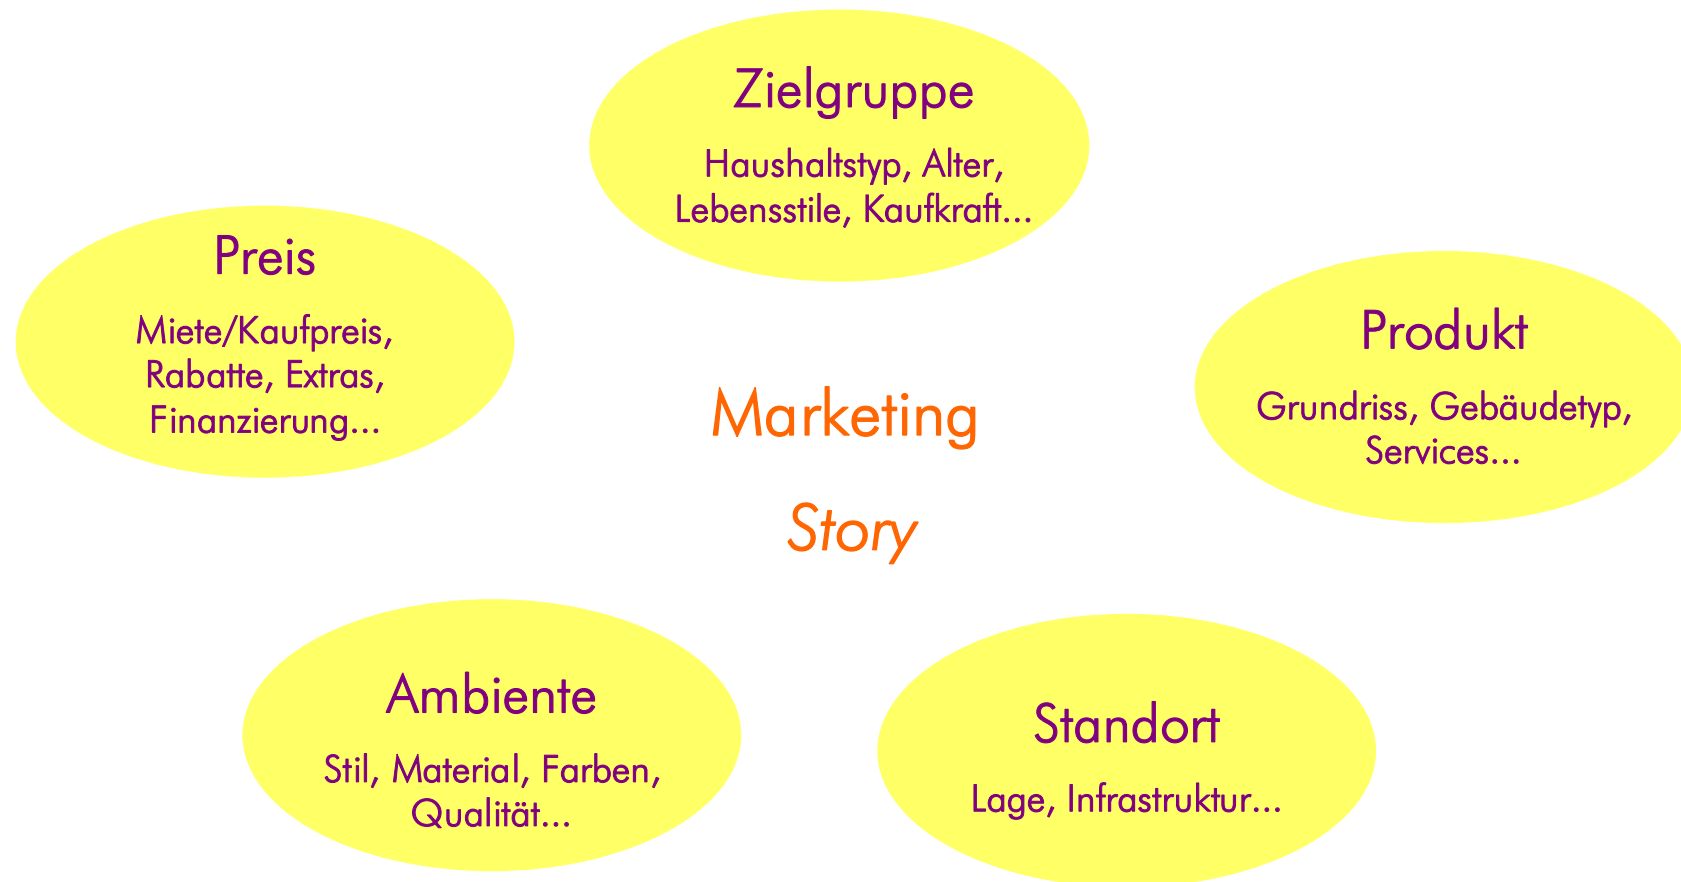 Zielgruppe
Haushaltstyp, Alter,
Lebensstile, Kaufkraft...
Preis
Miete/Kaufpreis,
Rabatte, Extras,
Finanzierung...
Produkt
Grundriss, Gebäudetyp,
Services...
Marketing
Story
Ambiente
Stil, Material, Farben,
Qualität...
Standort
Lage, Infrastruktur...